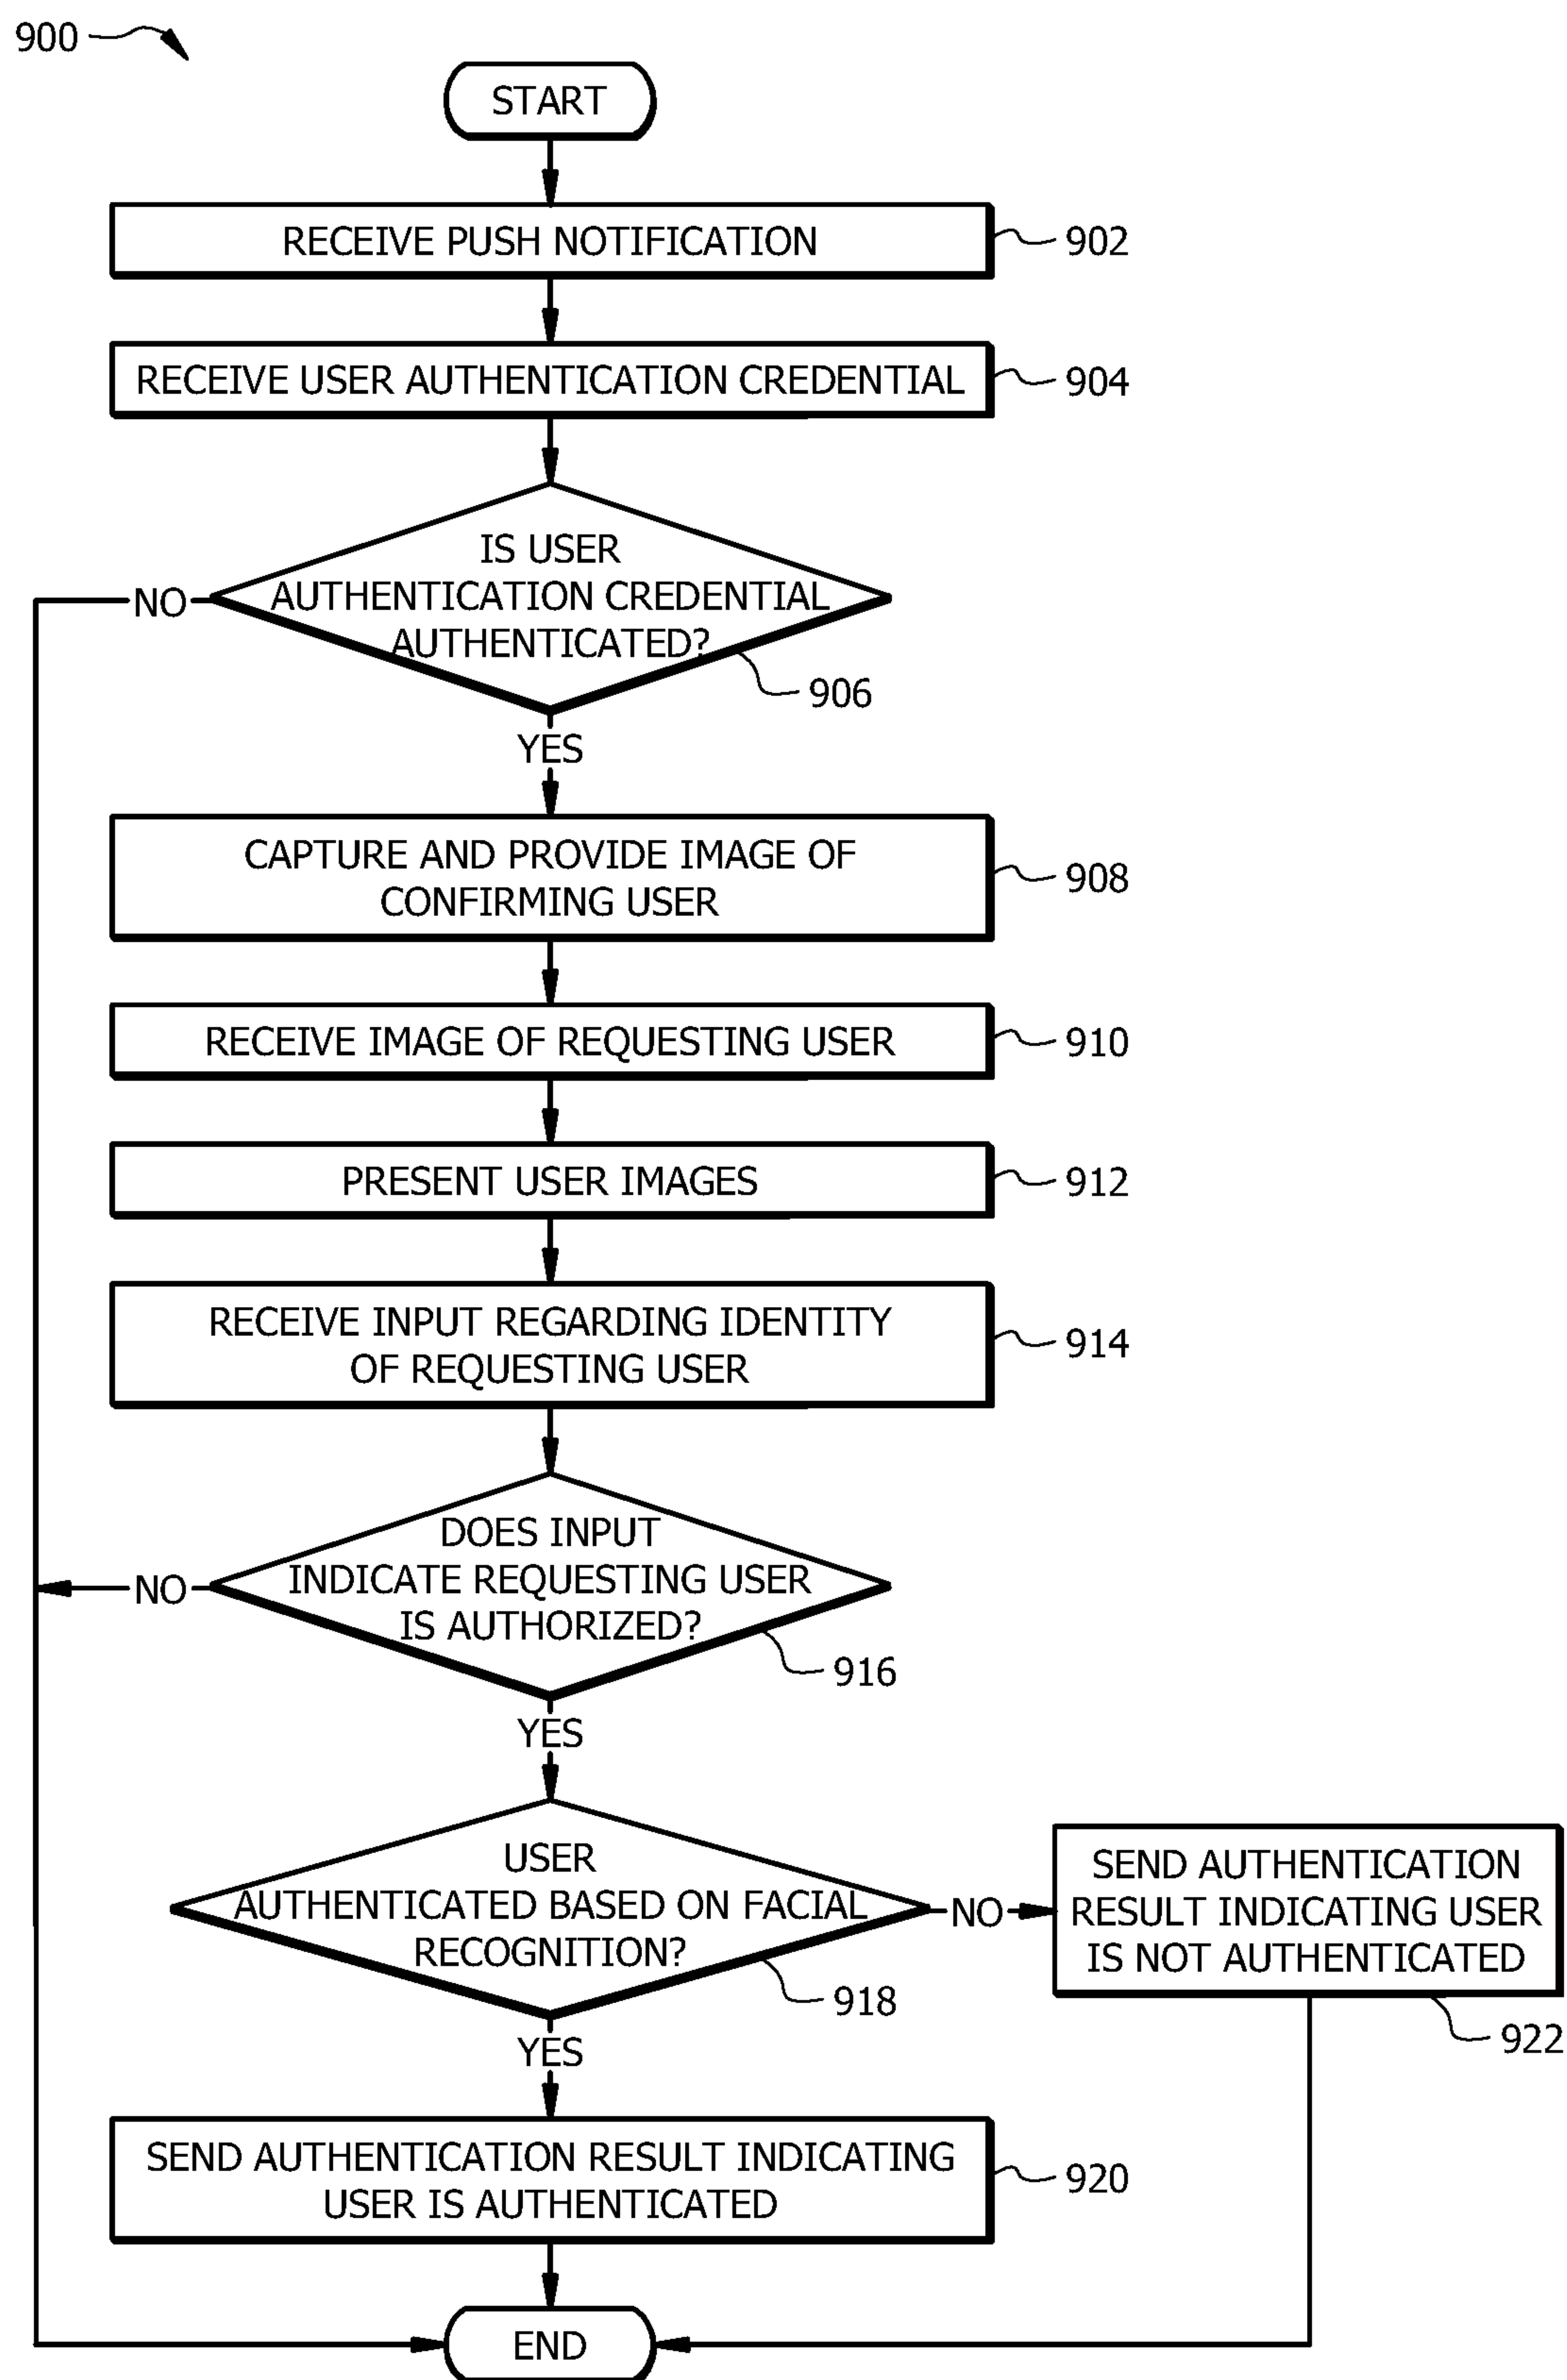 900
START
RECEIVE PUSH NOTIFICATION
902
RECEIVE USER AUTHENTICATION CREDENTIAL
904
IS USER
AUTHENTICATION CREDENTIAL
AUTHENTICATED?
NO
906
YES
CAPTURE AND PROVIDE IMAGE OF
CONFIRMING USER
908
RECEIVE IMAGE OF REQUESTING USER
910
PRESENT USER IMAGES
912
RECEIVE INPUT REGARDING IDENTITY
OF REQUESTING USER
914
DOES INPUT
INDICATE REQUESTING USER
IS AUTHORIZED?
NO
916
YES
USER
AUTHENTICATED BASED ON FACIAL
RECOGNITION?
NO
918
SEND AUTHENTICATION
RESULT INDICATING USER
IS NOT AUTHENTICATED
922
YES
SEND AUTHENTICATION RESULT INDICATING
USER IS AUTHENTICATED
920
END